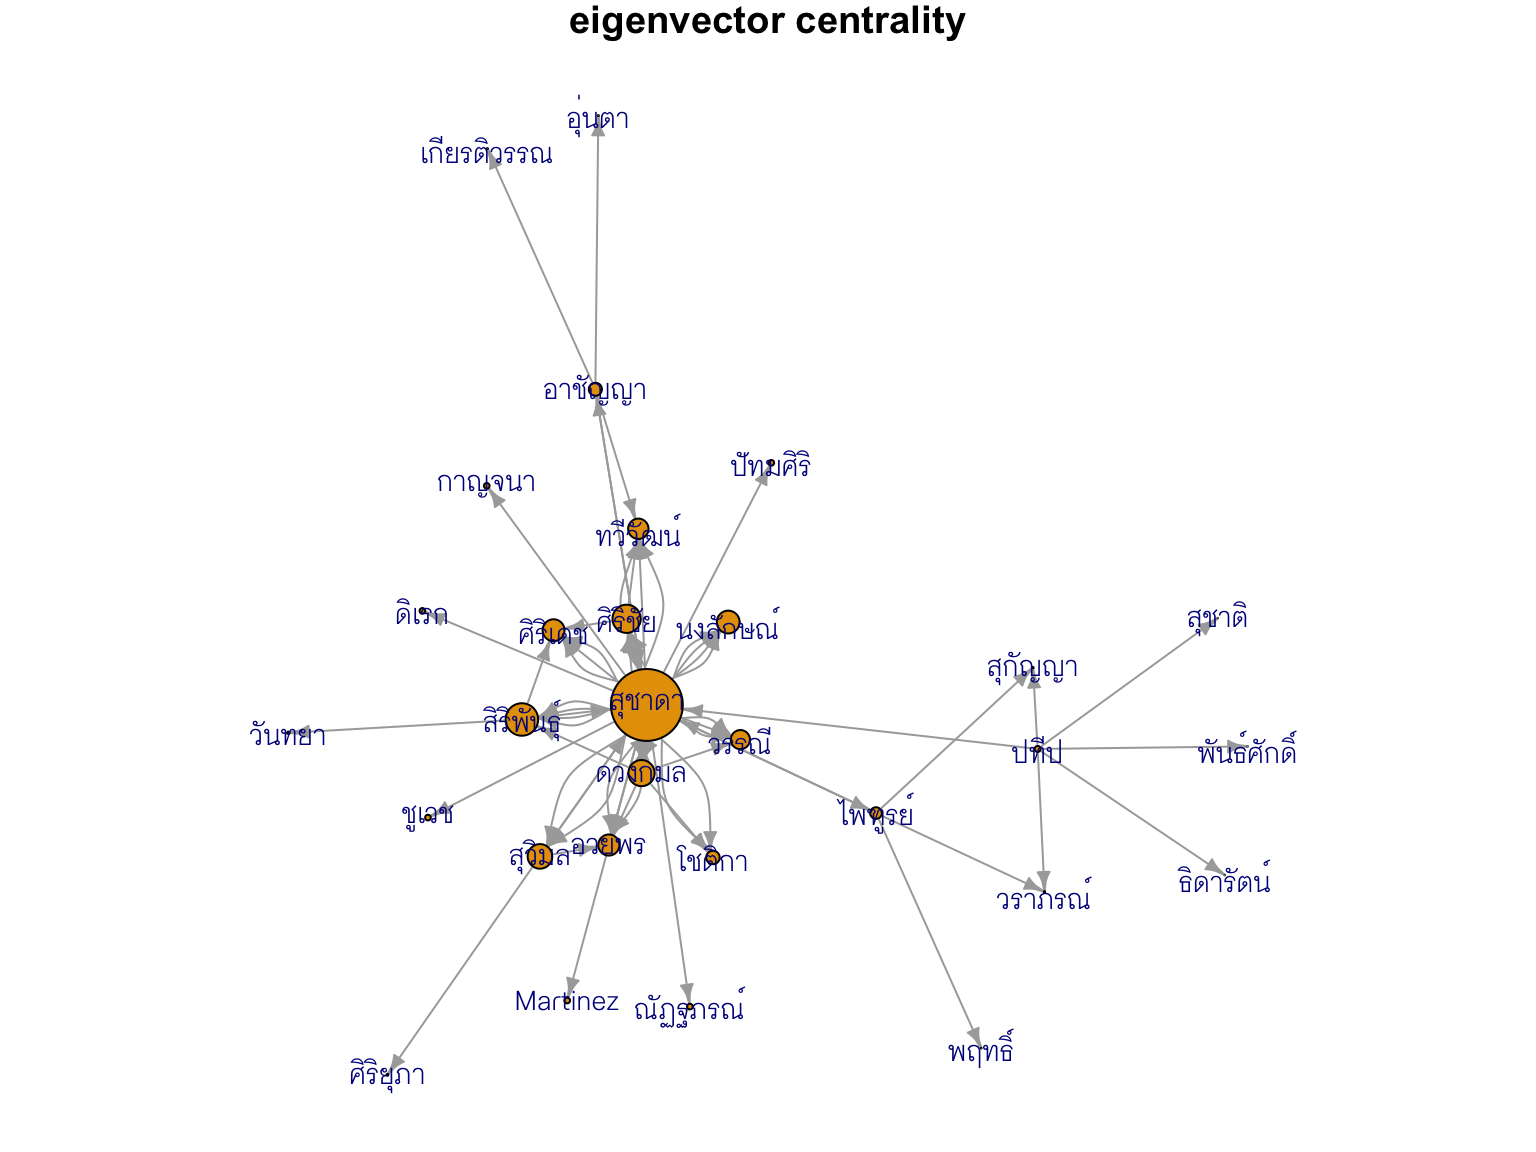 eigenvector centrality
อุ่นตา
เกียรติวรรณ
อาชัญญา
ปัทมศิริ
กาญจนา
ทวีวัฒน์
ดิเรก
ศิริเดช
ศิริชัย
นงลักษณ์
สุชาติ
สุกัญญา
สุชาดา
สิริพันธุ์
วันทยา
วรรณี
ปทีป
พันธ์ศักดิ์
ดวงกมล
ชูเวช
ไพฑูรย์
สุวิมล
อวยพร
โชติกา
ธิดารัตน์
วราภรณ์
Martinez
ณัฏฐภรณ์
พฤทธิ์
ศิริยุภา